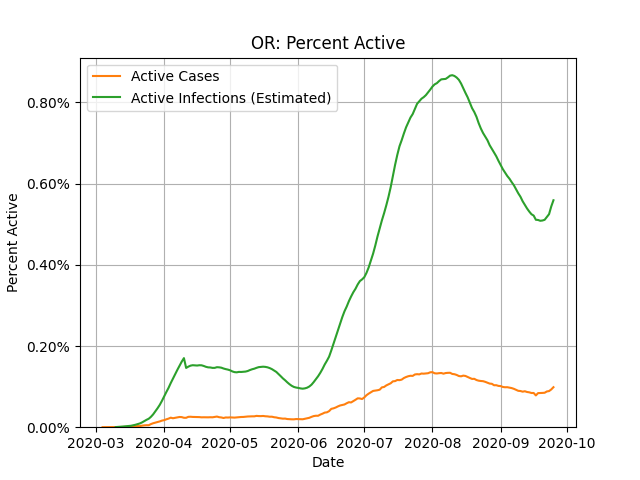 OR: Percent Active
Active Cases
Active Infections (Estimated)
Percent Active
0.80%
0.60%
0.40%
0.20%
0.00%
2020-03 2020-04 2020-05 2020-06 2020-07 2020-08 2020-09 2020-10
Date